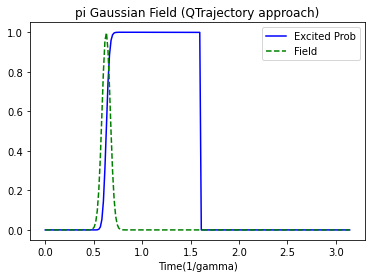 pi Gaussian Field (QTrajectory approach)
1.0
0.8
0.6
0.4
0.2
0.0
Excited Prob
Field
0.0 0.5 1.0 1.5 2.0 2.5 3.0
Time(1/gamma)